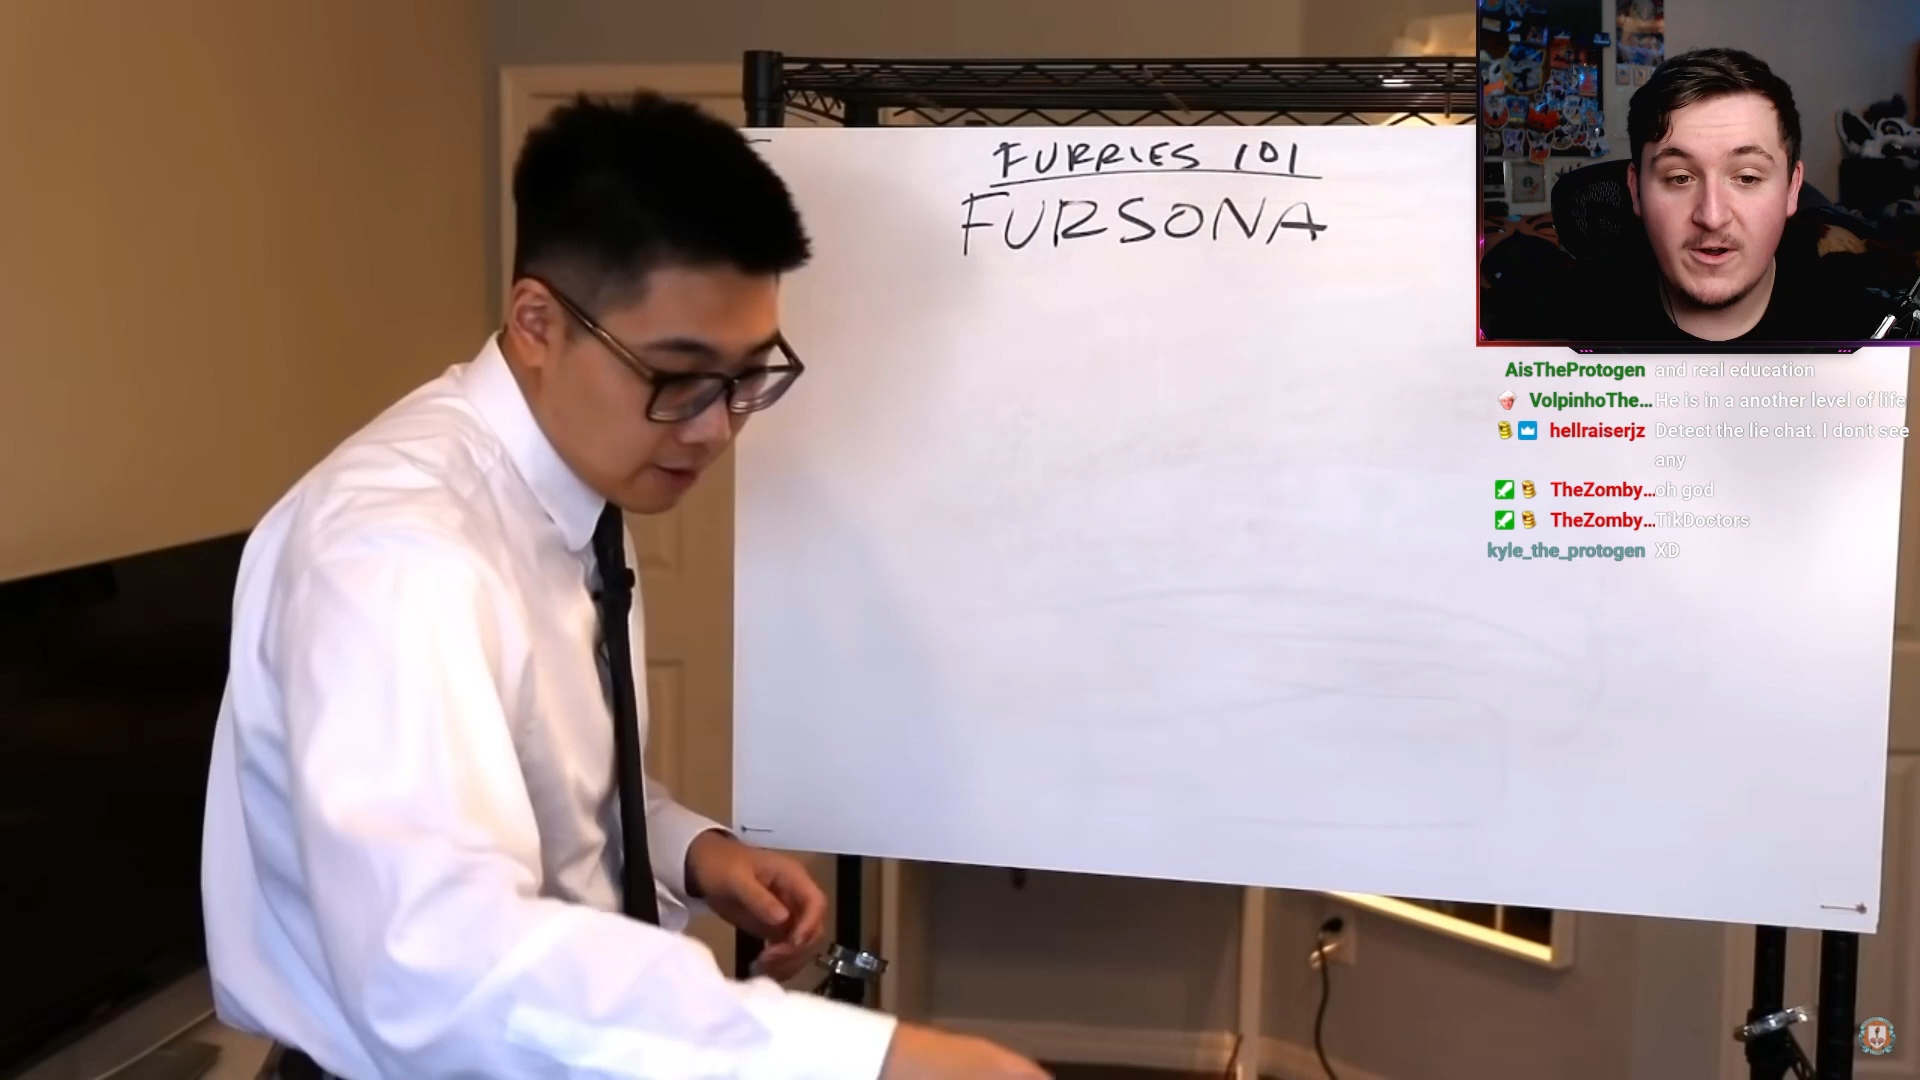 FURRIES 101
FURSONA
AisTheProtogen and real education
VolpinhoThe... He is in a another level of life
hellraiserjz Detect the lie chat. I don't see
any
TheZomby... oh god
TheZomby... TikDoctors
kyle_the_protogen XD